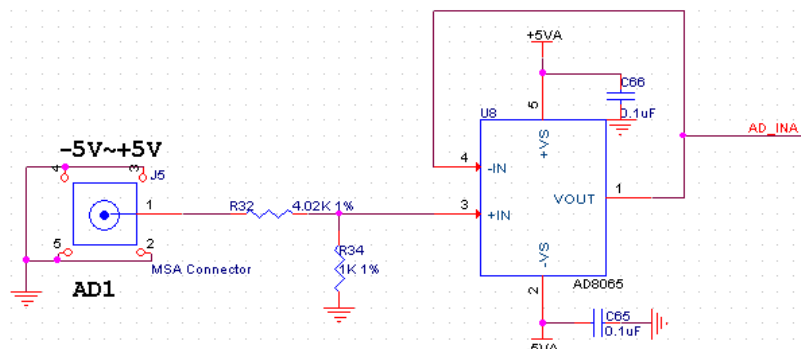 +5VA
C66
0.1uF
U8
5
+VS
AD_INA
-5V~+5V
4
3
J5
4
-IN
1
R32
4.02K 1%
3
+IN
VOUT
1
5
2
R34
1K 1%
MSA Connector
-VS
AD1
2
AD8065
C65
0.1uF